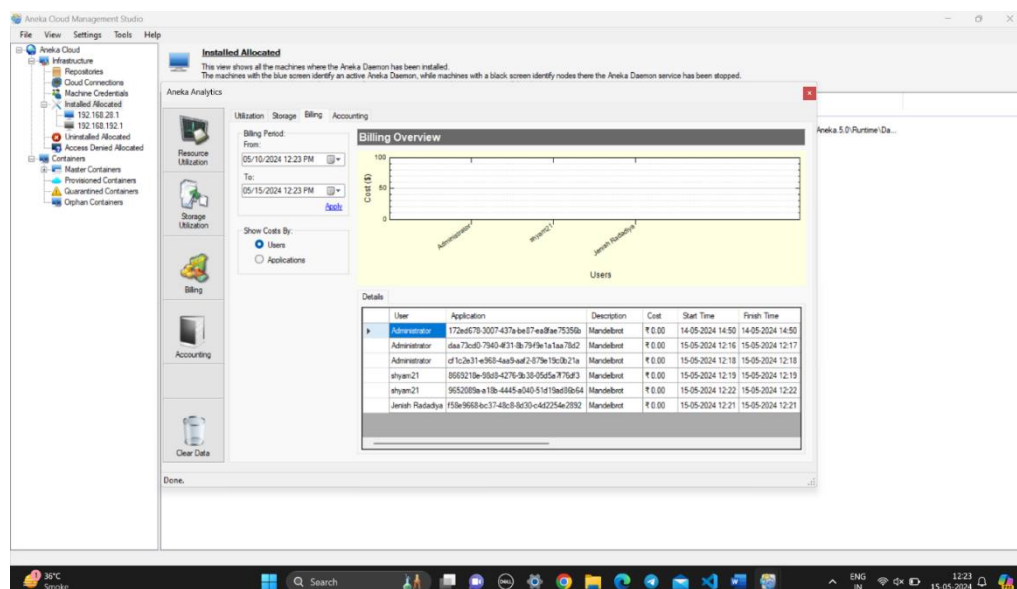 Aneka Cloud Management Studio
File View Settings Tools Help
Aneka Cloud
Infrastructure
Repositories
Cloud Connections
Machine Credentials
Installed Allocated
192.168.28.1
192.168.192.1
Uninstalled Allocated
Access Denied Allocated
Containers
Master Containers
Provisioned Containers
Quarantined Containers
Orphan Containers
Installed Allocated
This view shows all the machines where the Aneka Daemon has been installed.
The machines with the blue screen identify an active Aneka Daemon, while machines with a black screen identify nodes there the Aneka Daemon service has been stopped.
Aneka 5.0\Runtime\Da...
Aneka Analytics
Resource Utilization
Storage Utilization
Billing
Accounting
Clear Data
Utilization Storage Billing Accounting
Billing Period:
From:
05/10/2024 12:23 PM
To:
05/15/2024 12:23 PM
Apply
Show Costs By:
Users
Applications
Billing Overview
Cost ($)
100
50
0
Administrator shyam21 Jenish Radadiya
Users
Details
User Application Description Cost Start Time Finish Time
Administrator 172ed678-3007-437a-be87-ea8fae75356b Mandelbrot ₹ 0.00 14-05-2024 14:50 14-05-2024 14:50
Administrator daa73cd0-7940-4f31-8b79-f9e1a1aa78d2 Mandelbrot ₹ 0.00 15-05-2024 12:16 15-05-2024 12:17
Administrator cf1c2e31-e968-4aa9-aaf2-879e19c0b21a Mandelbrot ₹ 0.00 15-05-2024 12:18 15-05-2024 12:18
shyam21 8669218e-98d8-4276-9b38-05d5a7f76df3 Mandelbrot ₹ 0.00 15-05-2024 12:19 15-05-2024 12:19
shyam21 9652089a-a18b-4445-a040-51d19ad86b64 Mandelbrot ₹ 0.00 15-05-2024 12:22 15-05-2024 12:22
Jenish Radadiya f58e9668-bc37-48c8-8d30-c4d2254e2892 Mandelbrot ₹ 0.00 15-05-2024 12:21 15-05-2024 12:21
Done.
1
36°C
Smoke
Search
DELL
ENG
IN
12:23
15-05-2024